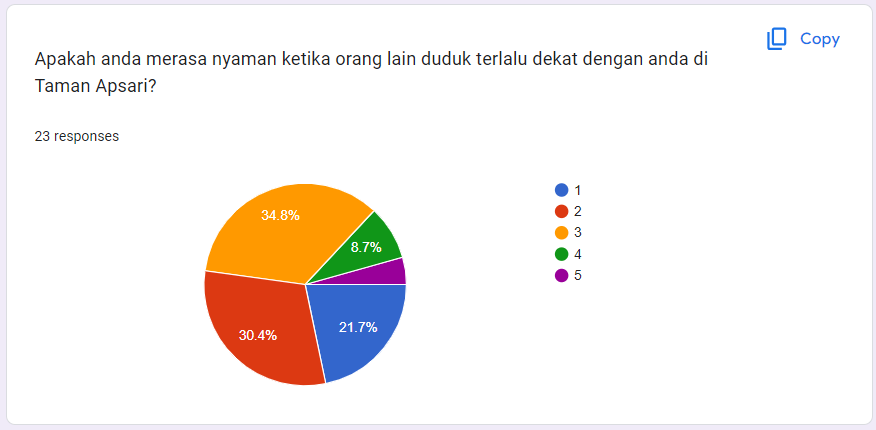 Copy
Apakah anda merasa nyaman ketika orang lain duduk terlalu dekat dengan anda di
Taman Apsari?
23 responses
34.8%
8.7%
30.4%
21.7%
1
2
3
4
5